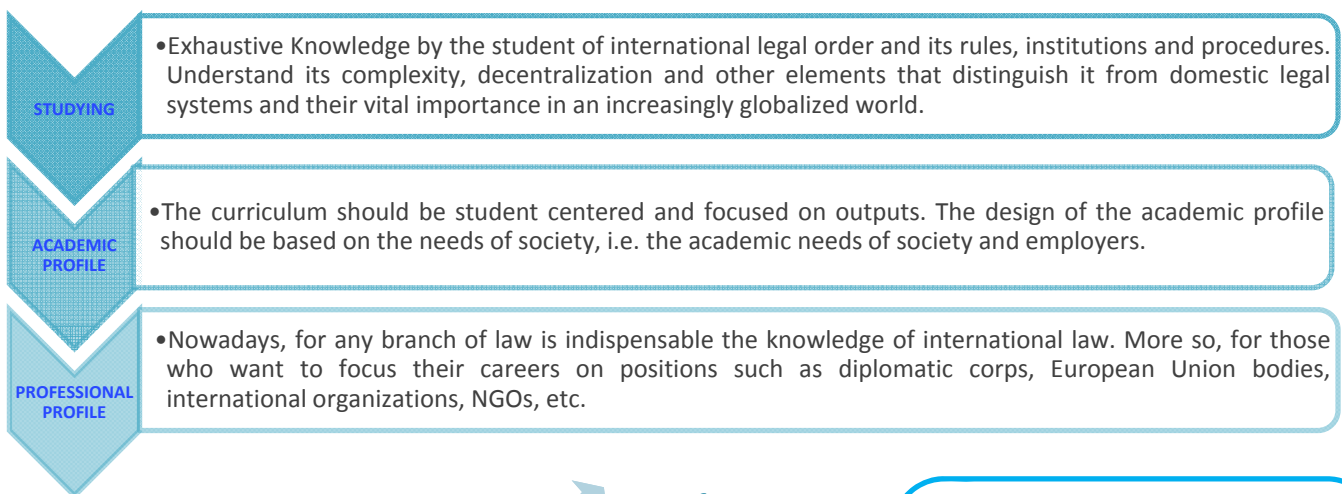 STUDYING
•Exhaustive Knowledge by the student of international legal order and its rules, institutions and procedures.
Understand its complexity, decentralization and other elements that distinguish it from domestic legal
systems and their vital importance in an increasingly globalized world.
ACADEMIC
PROFILE
•The curriculum should be student centered and focused on outputs. The design of the academic profile
should be based on the needs of society, i.e. the academic needs of society and employers.
PROFESSIONAL
PROFILE
•Nowadays, for any branch of law is indispensable the knowledge of international law. More so, for those
who want to focus their careers on positions such as diplomatic corps, European Union bodies,
international organizations, NGOs, etc.